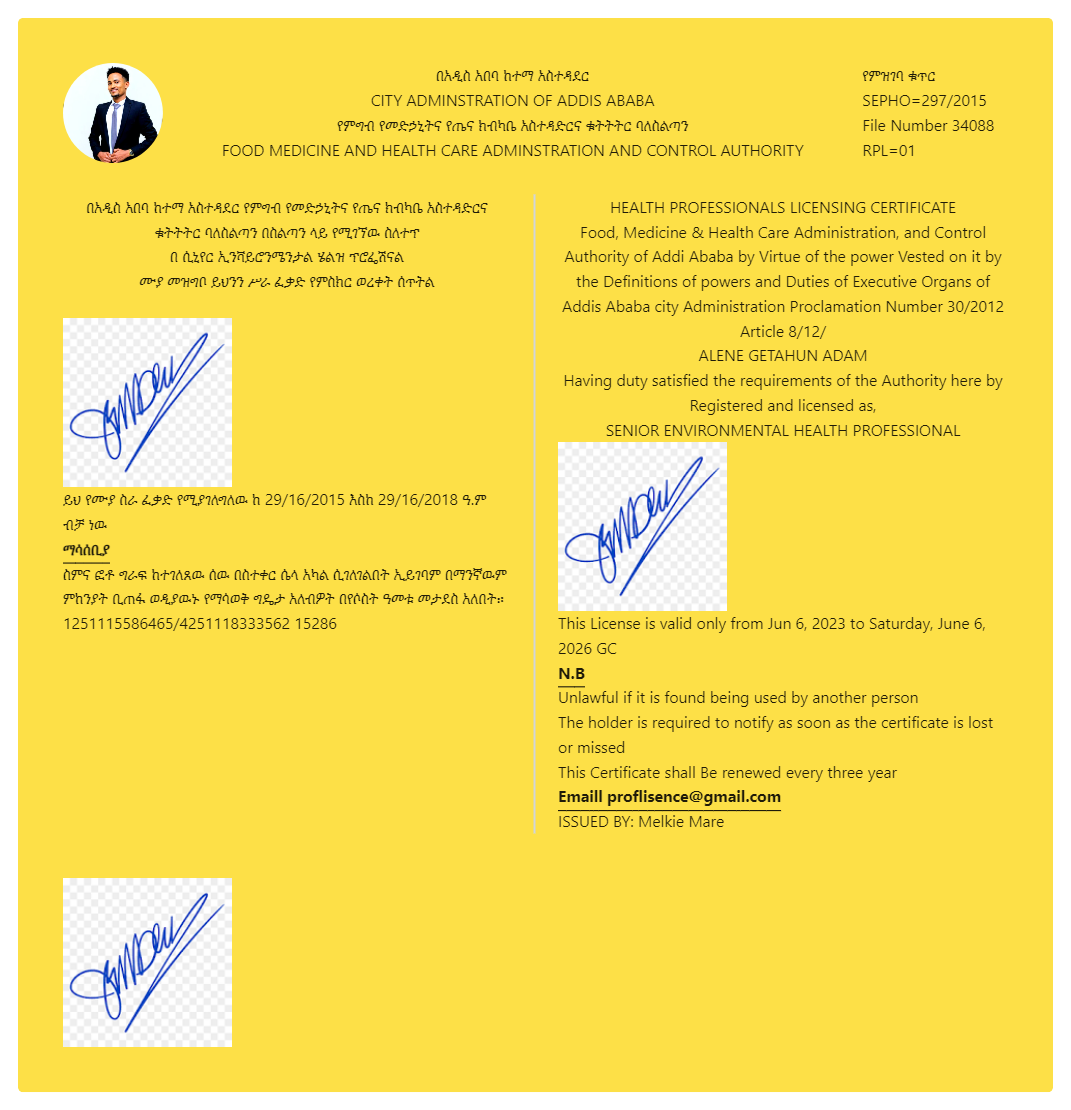 በአዲስ አበባ ከተማ አስተዳደር
CITY ADMINSTRATION OF ADDIS ABABA
የምግብ የመድኃኒትና የጤና ክብካቤ አስተዳድርና ቁትትትር ባለስልጣን
FOOD MEDICINE AND HEALTH CARE ADMINSTRATION AND CONTROL AUTHORITY
የምዝገባ ቁጥር
SEPHO=297/2015
File Number 34088
RPL=01
በአዲስ አበባ ከተማ አስተዳደር የምግብ የመድኃኒትና የጤና ክብካቤ አስተዳድርና
ቁትትትር ባለስልጣን በስልጣን ላይ የሚገኘዉ ስለተጥ
በ ሲኒየር ኢንቫይሮንሜንታል ሄልዝ ፕሮፌሽናል
ሙያ መዝግቦ ይህንን ሥራ ፈቃድ የምስክር ወረቀት ሰጥትል
ይህ የሙያ ስራ ፈቃድ የሚያገለግለዉ ከ 29/16/2015 እስከ 29/16/2018 ዓ.ም
ብቻ ነዉ
ማሳሰቢያ
ስምና ፎቶ ግራፍ ከተገለጸዉ ሰዉ በስተቀር ሴላ አካል ሲገለገልበት ኢይገባም በማንኛዉም
ምክንያት ቢጠፋ ወዲያዉኑ የማሳወቅ ግዴታ አለብዎት በየሶስት ዓመቱ መታደስ አለበት።
1251115586465/4251118333562 15286
HEALTH PROFESSIONALS LICENSING CERTIFICATE
Food, Medicine & Health Care Administration, and Control
Authority of Addi Ababa by Virtue of the power Vested on it by
the Definitions of powers and Duties of Executive Organs of
Addis Ababa city Administration Proclamation Number 30/2012
Article 8/12/
ALENE GETAHUN ADAM
Having duty satisfied the requirements of the Authority here by
Registered and licensed as,
SENIOR ENVIRONMENTAL HEALTH PROFESSIONAL
This License is valid only from Jun 6, 2023 to Saturday, June 6,
2026 GC
N.B
Unlawful if it is found being used by another person
The holder is required to notify as soon as the certificate is lost
or missed
This Certificate shall Be renewed every three year
Emaill proflisence@gmail.com
ISSUED BY: Melkie Mare